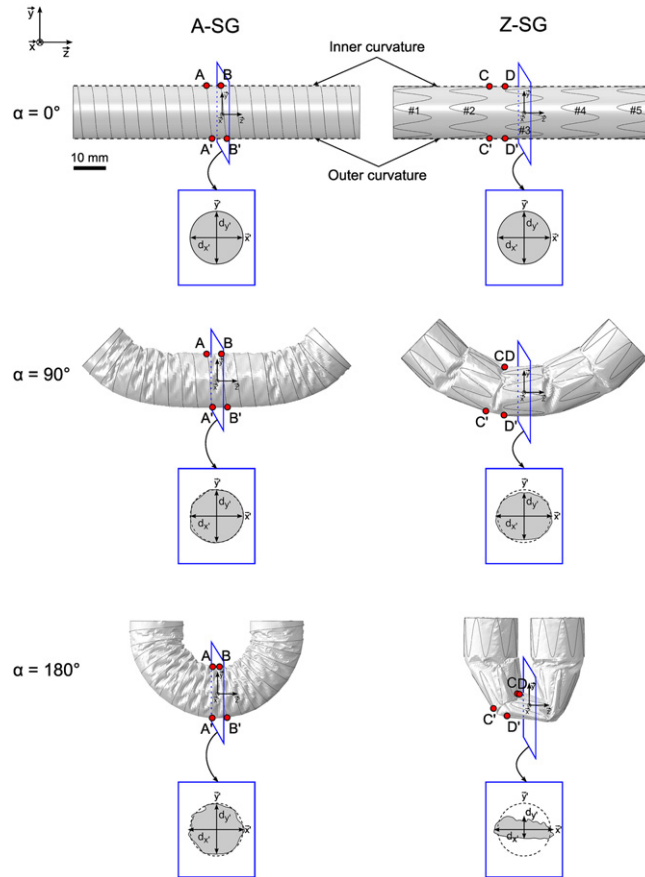 A-SG
Z-SG
y
x
z
Inner curvature
A
B
C
D
α = 0°
y
z
x
#1
#2
#3
#4
#5
A'
B'
C'
D'
10 mm
Outer curvature
y'
dy'
dx'
x'
y'
dy'
dx'
x'
A
B
CD
α = 90°
y
z
x
A'
B'
C'
D'
y'
dy'
dx'
x'
y'
dy'
dx'
x'
α = 180°
A
B
CD
y
z
x
A'
B'
C'
D'
y'
dy'
dx'
x'
y'
dy'
dx'
x'